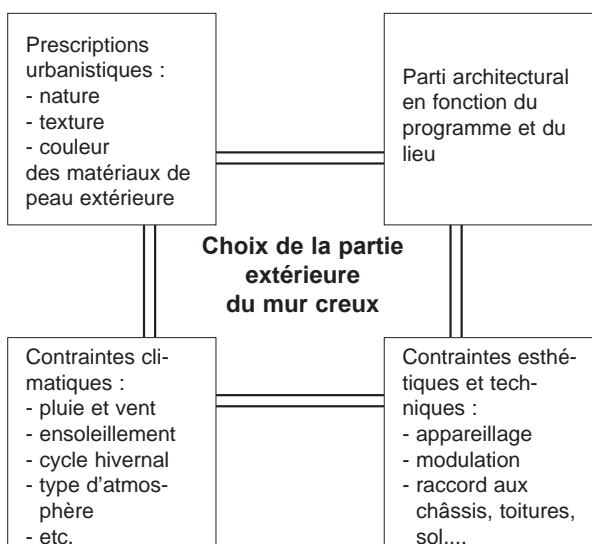 Prescriptions
urbanistiques :
- nature
- texture
- couleur
des matériaux de
peau extérieure
Parti architectural
en fonction du
programme et du
lieu
Choix de la partie
extérieure
du mur creux
Contraintes cli-
matiques :
- pluie et vent
- ensoleillement
- cycle hivernal
- type d'atmos-
phère
- etc.
Contraintes esthé-
tiques et tech-
niques :
- appareillage
- modulation
- raccord aux
châssis, toitures,
sol,...